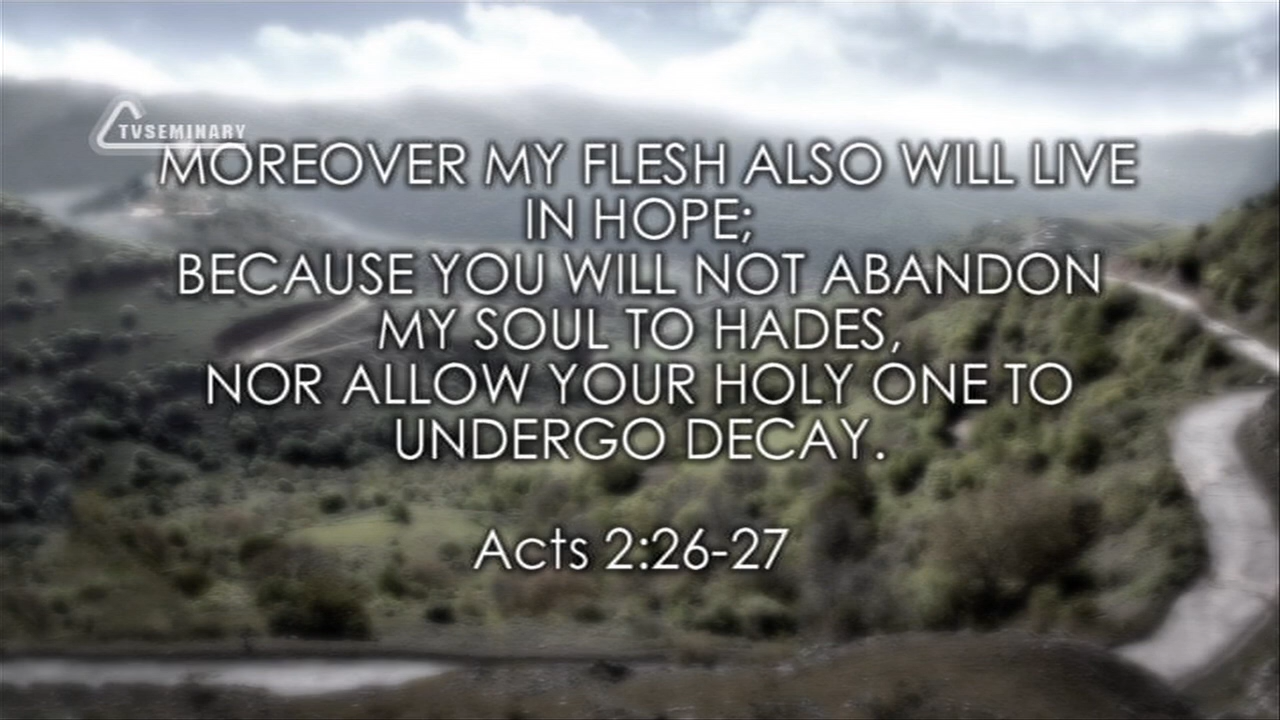 TVSEMINARY
MOREOVER MY FLESH ALSO WILL LIVE
IN HOPE;
BECAUSE YOU WILL NOT ABANDON
MY SOUL TO HADES,
NOR ALLOW YOUR HOLY ONE TO
UNDERGO DECAY.
Acts 2:26-27